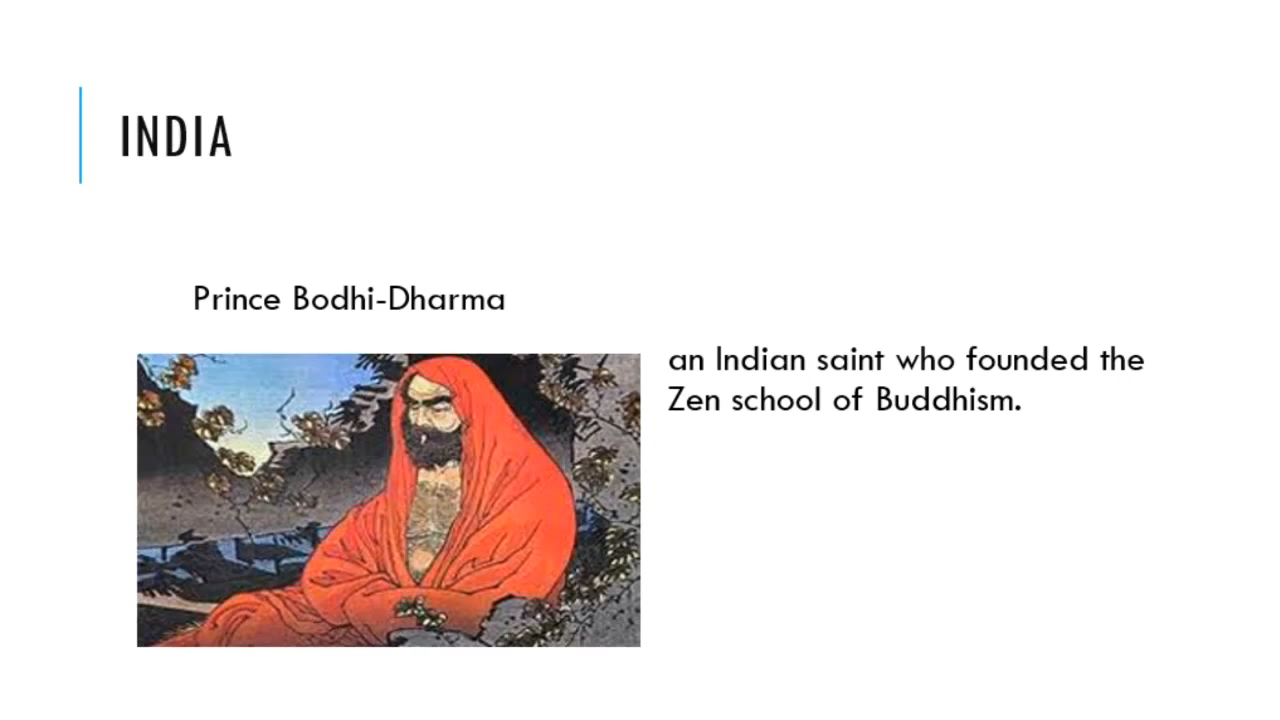 INDIA
Prince Bodhi-Dharma
an Indian saint who founded the
Zen school of Buddhism.